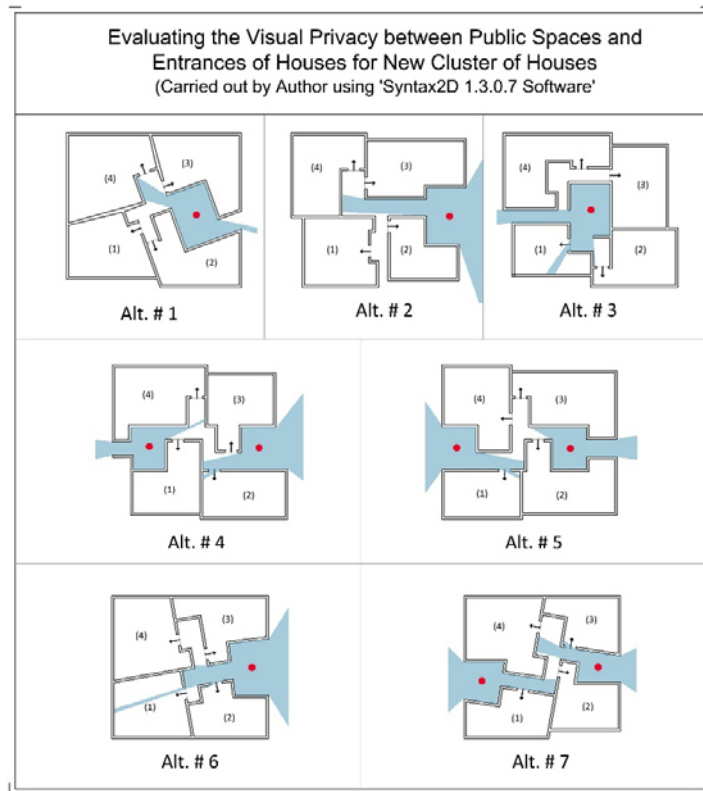 Evaluating the Visual Privacy between Public Spaces and
Entrances of Houses for New Cluster of Houses
(Carried out by Author using 'Syntax2D 1.3.0.7 Software'
(4)
(3)
(1)
(2)
Alt. # 1
(4)
(3)
(1)
(2)
Alt. # 2
(4)
(3)
(1)
(2)
Alt. # 3
(4)
(3)
(1)
(2)
Alt. # 4
(4)
(3)
(1)
(2)
Alt. # 5
(4)
(3)
(1)
(2)
Alt. # 6
(4)
(3)
(1)
(2)
Alt. # 7